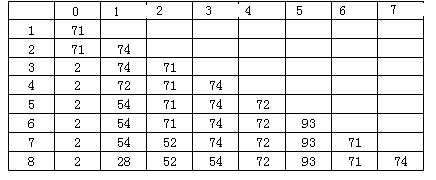 0 1 2 3 4 5 6 7
1 71
2 71 74
3 2 74 71
4 2 72 71 74
5 2 54 71 74 72
6 2 54 71 74 72 93
7 2 54 52 74 72 93 71
8 2 28 52 54 72 93 71 74